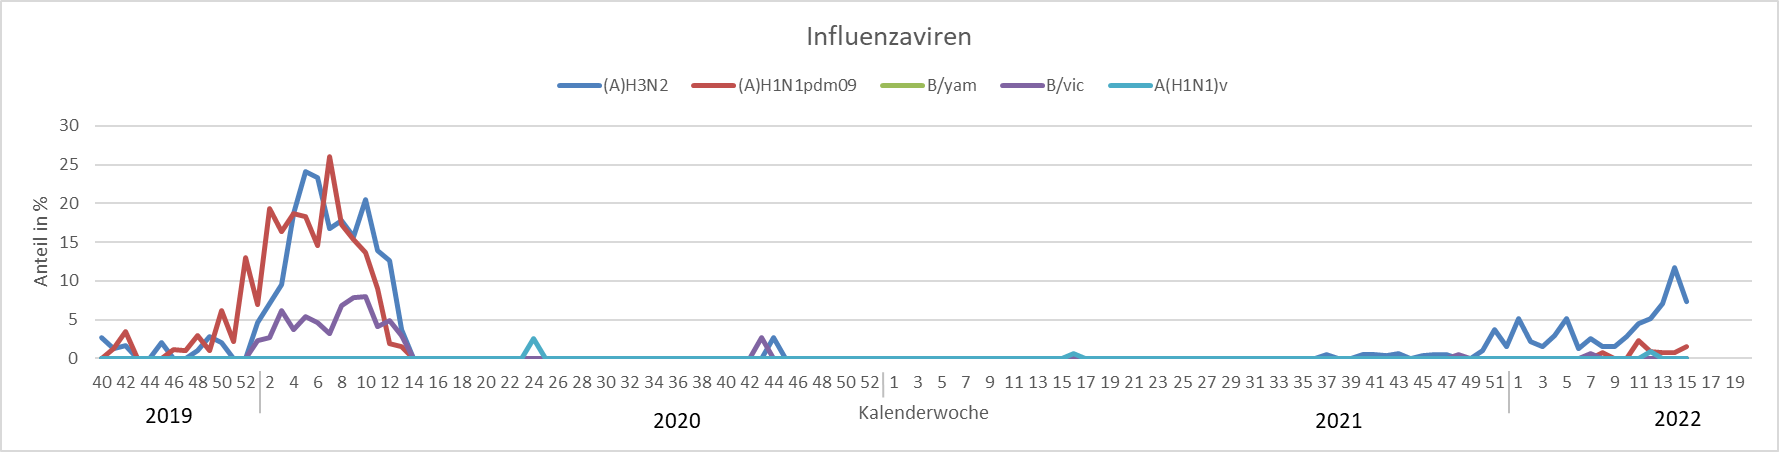 Influenzaviren
(A)H3N2 (A)H1N1pdm09 B/yam B/vic A(H1N1)v
Anteil in %
30
25
20
15
10
5
0
40 42 44 46 48 50 52 2 4 6 8 10 12 14 16 18 20 22 24 26 28 30 32 34 36 38 40 42 44 46 48 50 52 1 3 5 7 9 11 13 15 17 19 21 23 25 27 29 31 33 35 37 39 41 43 45 47 49 51 1 3 5 7 9 11 13 15 17 19
2019 2020 2021 2022
Kalenderwoche